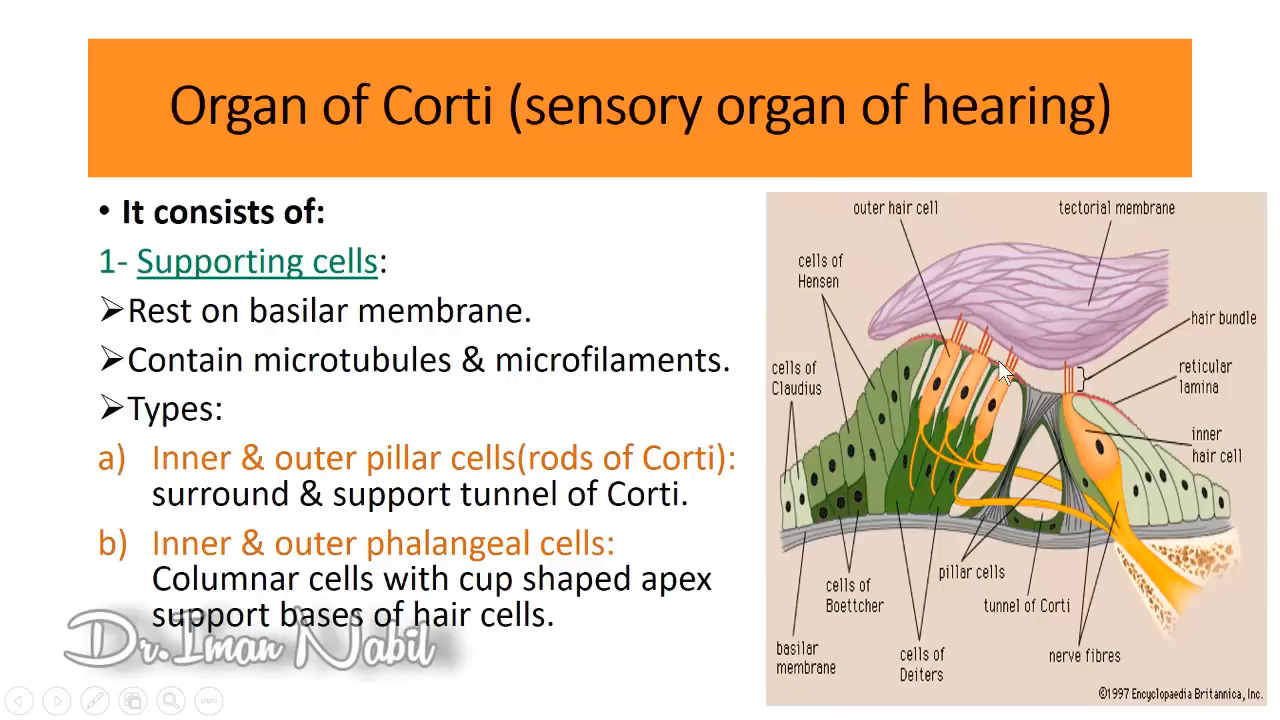 Organ of Corti (sensory organ of hearing)
• It consists of:
1- Supporting cells:
➢Rest on basilar membrane.
➢Contain microtubules & microfilaments.
➢Types:
a) Inner & outer pillar cells(rods of Corti):
surround & support tunnel of Corti.
b) Inner & outer phalangeal cells:
Columnar cells with cup shaped apex
support bases of hair cells.
Dr.Iman Nabil
outer hair cell
tectorial membrane
cells of
Hensen
hair bundle
cells of
Claudius
reticular
lamina
inner
hair cell
pillar cells
cells of
Boettcher
tunnel of Corti
basilar
membrane
cells of
Deiters
nerve fibres
©1997 Encyclopaedia Britannica, Inc.